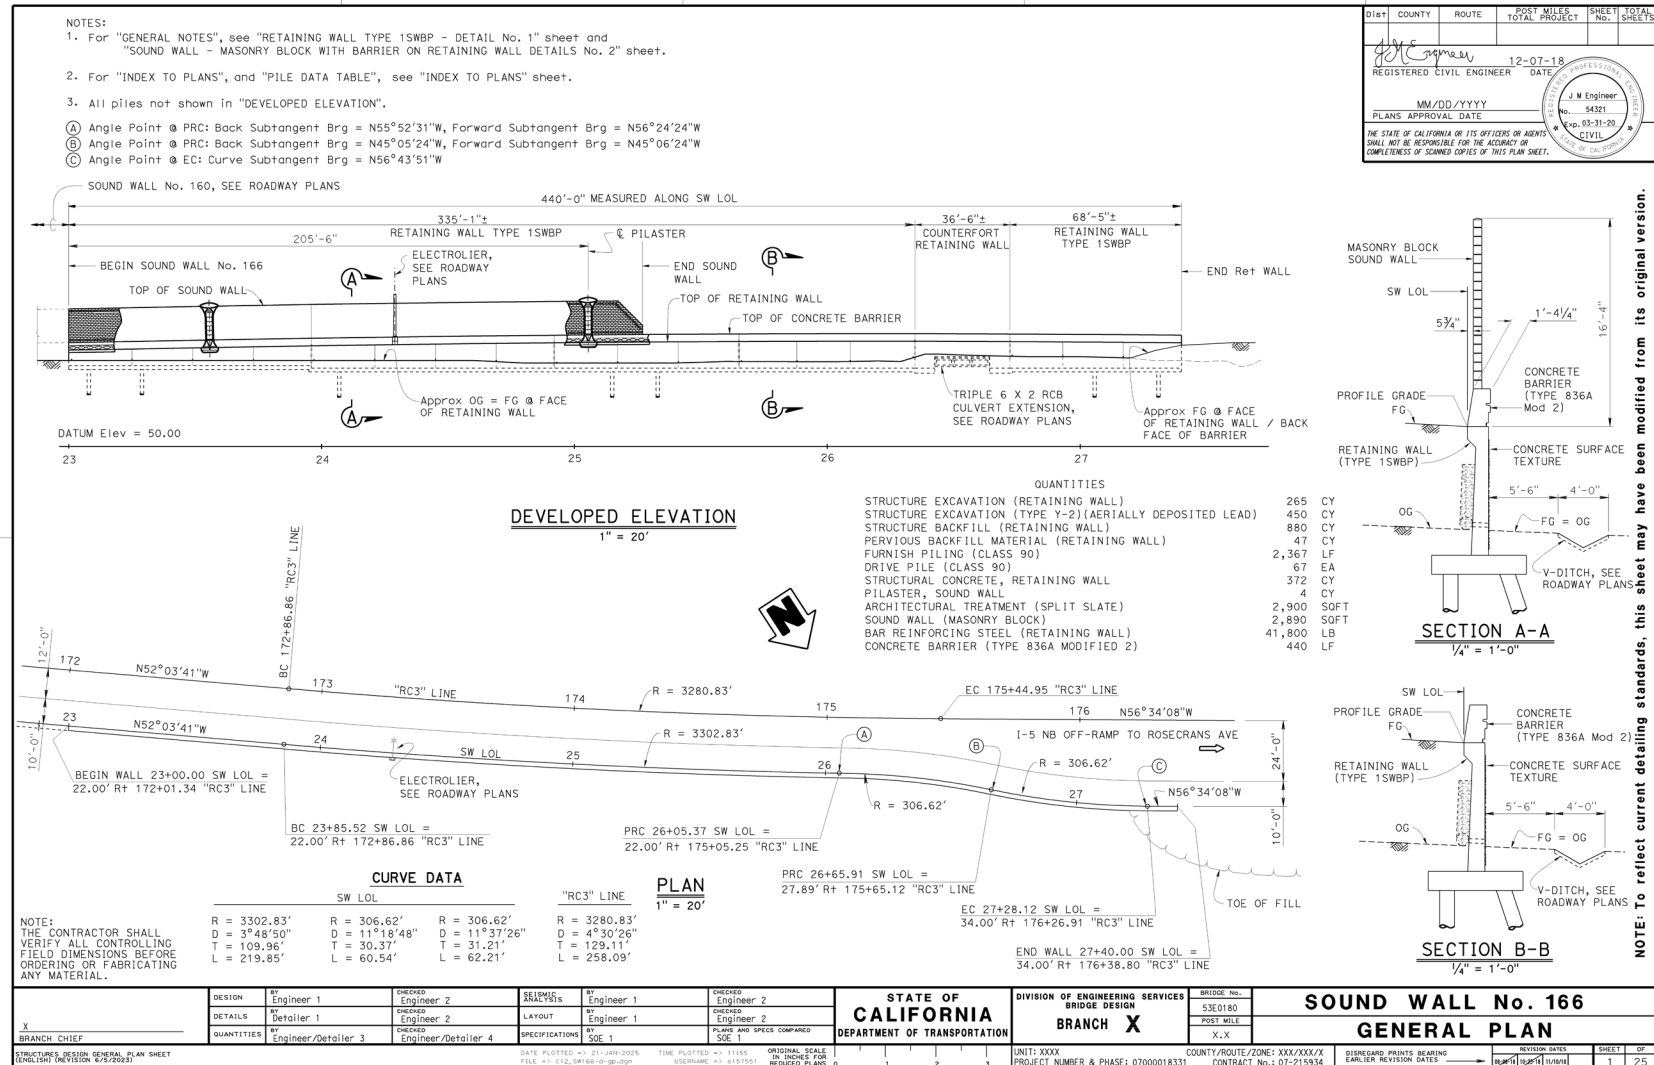 NOTES:
1. For "GENERAL NOTES", see "RETAINING WALL TYPE 1SWBP - DETAIL No. 1" sheet and
"SOUND WALL - MASONRY BLOCK WITH BARRIER ON RETAINING WALL DETAILS No. 2" sheet.
2. For "INDEX TO PLANS", and "PILE DATA TABLE", see "INDEX TO PLANS" sheet.
3. All piles not shown in "DEVELOPED ELEVATION".
A Angle Point @ PRC: Back Subtangent Brg = N55°52'31"W, Forward Subtangent Brg = N56°24'24"W
B Angle Point @ PRC: Back Subtangent Brg = N45°05'24"W, Forward Subtangent Brg = N45°06'24"W
C Angle Point @ EC: Curve Subtangent Brg = N56°43'51"W
Dist COUNTY ROUTE POST MILES TOTAL PROJECT SHEET No. TOTAL SHEETS
J M Engineer 12-07-18
REGISTERED CIVIL ENGINEER DATE
MM/DD/YYYY
PLANS APPROVAL DATE
THE STATE OF CALIFORNIA OR ITS OFFICERS OR AGENTS
SHALL NOT BE RESPONSIBLE FOR THE ACCURACY OR
COMPLETENESS OF SCANNED COPIES OF THIS PLAN SHEET.
REGISTERED PROFESSIONAL ENGINEER
J M Engineer
No. 54321
Exp. 03-31-20
CIVIL
STATE OF CALIFORNIA
SOUND WALL No. 160, SEE ROADWAY PLANS
440'-0" MEASURED ALONG SW LOL
335'-1"±
RETAINING WALL TYPE 1SWBP
36'-6"±
COUNTERFORT
RETAINING WALL
68'-5"±
RETAINING WALL
TYPE 1SWBP
205'-6"
℄ PILASTER
BEGIN SOUND WALL No. 166
TOP OF SOUND WALL
A
ELECTROLIER,
SEE ROADWAY
PLANS
END SOUND
WALL
B
END Ret WALL
TOP OF RETAINING WALL
TOP OF CONCRETE BARRIER
Approx OG = FG @ FACE
OF RETAINING WALL
A
B
TRIPLE 6 X 2 RCB
CULVERT EXTENSION,
SEE ROADWAY PLANS
Approx FG @ FACE
OF RETAINING WALL / BACK
FACE OF BARRIER
DATUM Elev = 50.00
23 24 25 26 27
DEVELOPED ELEVATION
1" = 20'
QUANTITIES
STRUCTURE EXCAVATION (RETAINING WALL) 265 CY
STRUCTURE EXCAVATION (TYPE Y-2)(AERIALLY DEPOSITED LEAD) 450 CY
STRUCTURE BACKFILL (RETAINING WALL) 880 CY
PERVIOUS BACKFILL MATERIAL (RETAINING WALL) 47 CY
FURNISH PILING (CLASS 90) 2,367 LF
DRIVE PILE (CLASS 90) 67 EA
STRUCTURAL CONCRETE, RETAINING WALL 372 CY
PILASTER, SOUND WALL 4 CY
ARCHITECTURAL TREATMENT (SPLIT SLATE) 2,900 SQFT
SOUND WALL (MASONRY BLOCK) 2,890 SQFT
BAR REINFORCING STEEL (RETAINING WALL) 41,800 LB
CONCRETE BARRIER (TYPE 836A MODIFIED 2) 440 LF
MASONRY BLOCK
SOUND WALL
SW LOL
5¾"
1'-4¼"
16'-4"
CONCRETE
BARRIER
(TYPE 836A
Mod 2)
PROFILE GRADE
FG
RETAINING WALL
(TYPE 1SWBP)
CONCRETE SURFACE
TEXTURE
5'-6" 4'-0"
OG
FG = OG
V-DITCH, SEE
ROADWAY PLANS
SECTION A-A
¼" = 1'-0"
SW LOL
PROFILE GRADE
FG
CONCRETE
BARRIER
(TYPE 836A Mod 2)
RETAINING WALL
(TYPE 1SWBP)
CONCRETE SURFACE
TEXTURE
5'-6" 4'-0"
OG
FG = OG
V-DITCH, SEE
ROADWAY PLANS
SECTION B-B
¼" = 1'-0"
NOTE: To reflect current detailing standards, this sheet may have been modified from its original version.
BC 172+86.86 "RC3" LINE
N
12'-0"
172
N52°03'41"W
173
"RC3" LINE
174
R = 3280.83'
175
EC 175+44.95 "RC3" LINE
176
N56°34'08"W
23
N52°03'41"W
24
SW LOL
25
R = 3302.83'
26
A
B
I-5 NB OFF-RAMP TO ROSECRANS AVE
24'-0"
R = 306.62'
C
27
N56°34'08"W
R = 306.62'
10'-0"
10'-0"
BEGIN WALL 23+00.00 SW LOL =
22.00' Rt 172+01.34 "RC3" LINE
ELECTROLIER,
SEE ROADWAY PLANS
BC 23+85.52 SW LOL =
22.00' Rt 172+86.86 "RC3" LINE
PRC 26+05.37 SW LOL =
22.00' Rt 175+05.25 "RC3" LINE
PRC 26+65.91 SW LOL =
27.89' Rt 175+65.12 "RC3" LINE
EC 27+28.12 SW LOL =
34.00' Rt 176+26.91 "RC3" LINE
END WALL 27+40.00 SW LOL =
34.00' Rt 176+38.80 "RC3" LINE
TOE OF FILL
PLAN
1" = 20'
CURVE DATA
SW LOL "RC3" LINE
R = 3302.83' R = 306.62' R = 306.62' R = 3280.83'
D = 3°48'50" D = 11°18'48" D = 11°37'26" D = 4°30'26"
T = 109.96' T = 30.37' T = 31.21' T = 129.11'
L = 219.85' L = 60.54' L = 62.21' L = 258.09'
NOTE:
THE CONTRACTOR SHALL
VERIFY ALL CONTROLLING
FIELD DIMENSIONS BEFORE
ORDERING OR FABRICATING
ANY MATERIAL.
X
BRANCH CHIEF
DESIGN BY Engineer 1 CHECKED Engineer 2
DETAILS BY Detailer 1 CHECKED Engineer 2
QUANTITIES BY Engineer/Detailer 3 CHECKED Engineer/Detailer 4
SEISMIC ANALYSIS BY Engineer 1 CHECKED Engineer 2
LAYOUT BY Engineer 1 CHECKED Engineer 2
SPECIFICATIONS BY SOE 1 PLANS AND SPECS COMPARED SOE 1
STATE OF
CALIFORNIA
DEPARTMENT OF TRANSPORTATION
DIVISION OF ENGINEERING SERVICES
BRIDGE DESIGN
BRANCH X
BRIDGE No.
53E0180
POST MILE
X.X
SOUND WALL No. 166
GENERAL PLAN
STRUCTURES DESIGN GENERAL PLAN SHEET
(ENGLISH) (REVISION 6/5/2023)
DATE PLOTTED => 21-JAN-2025 TIME PLOTTED => 11:55
FILE => C12_SW166-a-gp.dgn USERNAME => s157551
ORIGINAL SCALE
IN INCHES FOR
REDUCED PLANS
0 1 2 3
UNIT: XXXX
PROJECT NUMBER & PHASE: 07000018331
COUNTY/ROUTE/ZONE: XXX/XXX/X
CONTRACT No.: 07-215934
DISREGARD PRINTS BEARING
EARLIER REVISION DATES
REVISION DATES
11/10/18
SHEET 1 OF 25